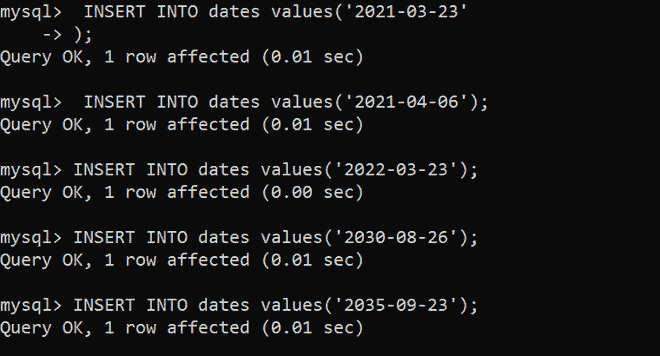 mysql>  INSERT INTO dates values('2021-03-23'
    -> );
Query OK, 1 row affected (0.01 sec)

mysql>  INSERT INTO dates values('2021-04-06');
Query OK, 1 row affected (0.01 sec)

mysql> INSERT INTO dates values('2022-03-23');
Query OK, 1 row affected (0.00 sec)

mysql> INSERT INTO dates values('2030-08-26');
Query OK, 1 row affected (0.01 sec)

mysql> INSERT INTO dates values('2035-09-23');
Query OK, 1 row affected (0.01 sec)